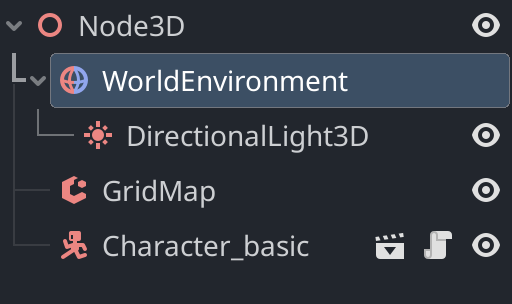 Node3D
WorldEnvironment
DirectionalLight3D
GridMap
Character_basic